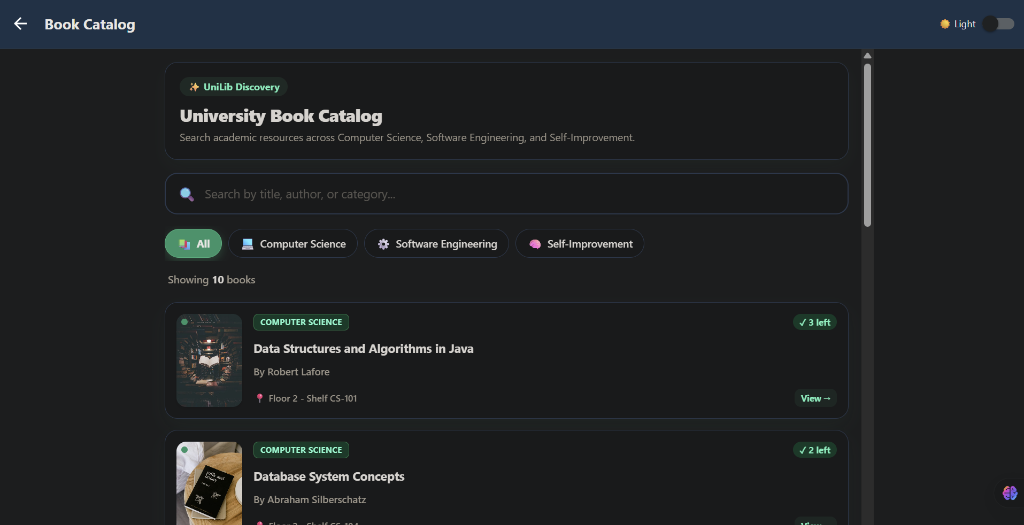 Book Catalog
Light
UniLib Discovery
University Book Catalog
Search academic resources across Computer Science, Software Engineering, and Self-Improvement.
Search by title, author, or category...
All
Computer Science
Software Engineering
Self-Improvement
Showing 10 books
COMPUTER SCIENCE
✓ 3 left
Data Structures and Algorithms in Java
By Robert Lafore
Floor 2 - Shelf CS-101
View →
COMPUTER SCIENCE
✓ 2 left
Database System Concepts
By Abraham Silberschatz